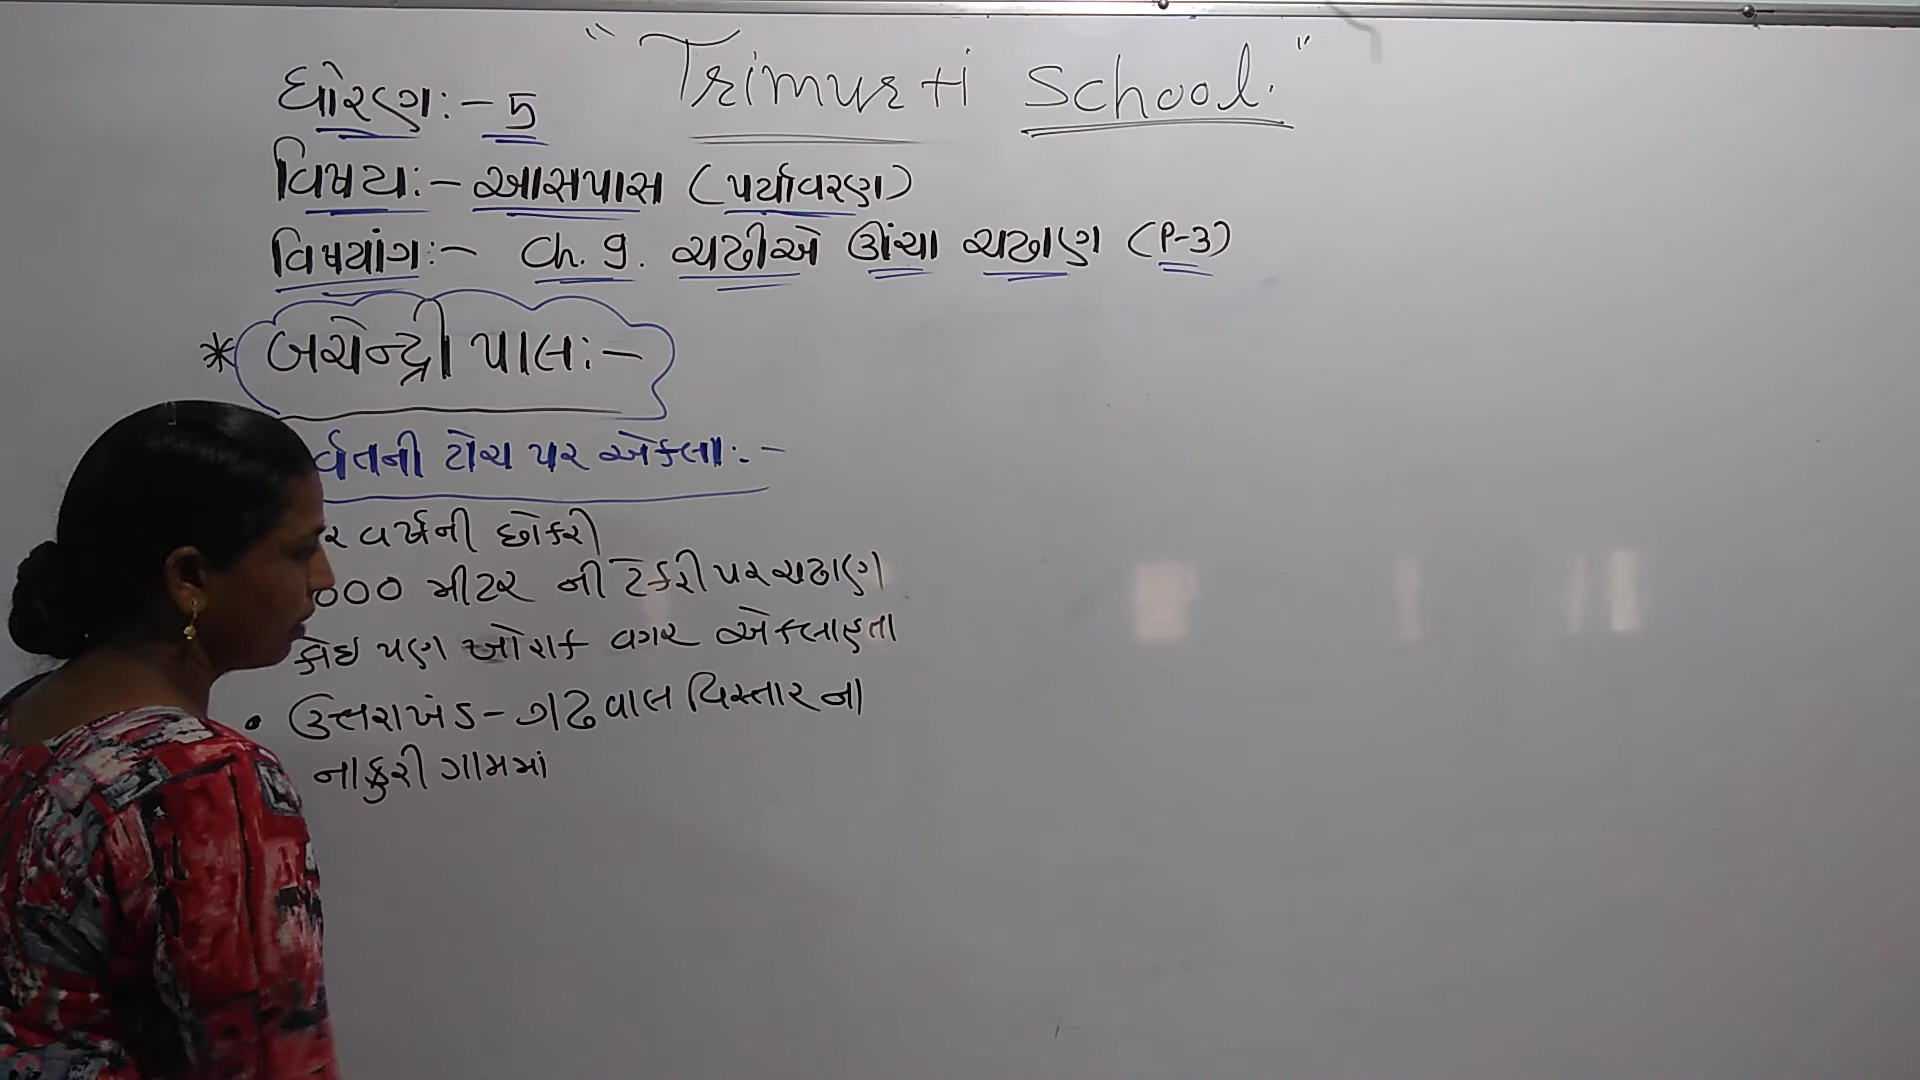 " Trimurti School. "
ધોરણ:- 5
વિષય:- આસપાસ (પર્યાવરણ)
વિષયાંગ:- Ch. 9. ચઢીએ ઊંચા ચઢાણ (P-3)
* બચેન્દ્રી પાલ:-
ર્વતની ટોચ પર એકલા:-
ર વર્ષની છોકરી
000 મીટર ની ટેકરી પર ચઢાણ
કોઇ પણ ખોરાક વગર એકલા હતા
• ઉત્તરાખંડ - ગઢવાલ વિસ્તાર ના
નાકુરી ગામમાં